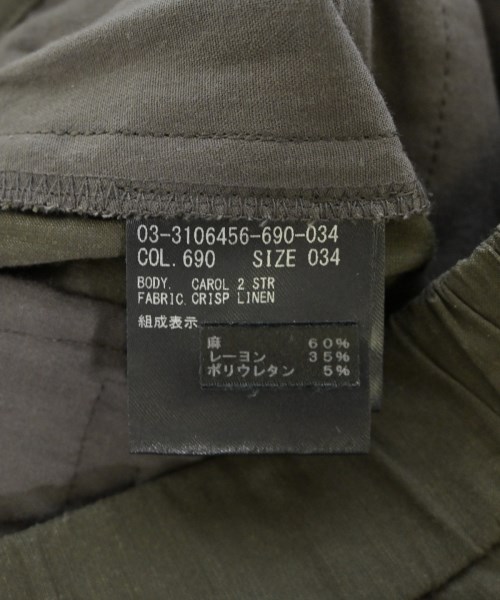 03-3106456-690-034
COL. 690 SIZE 034
BODY. CAROL 2 STR
FABRIC. CRISP LINEN
組成表示
麻 60%
レーヨン 35%
ポリウレタン 5%